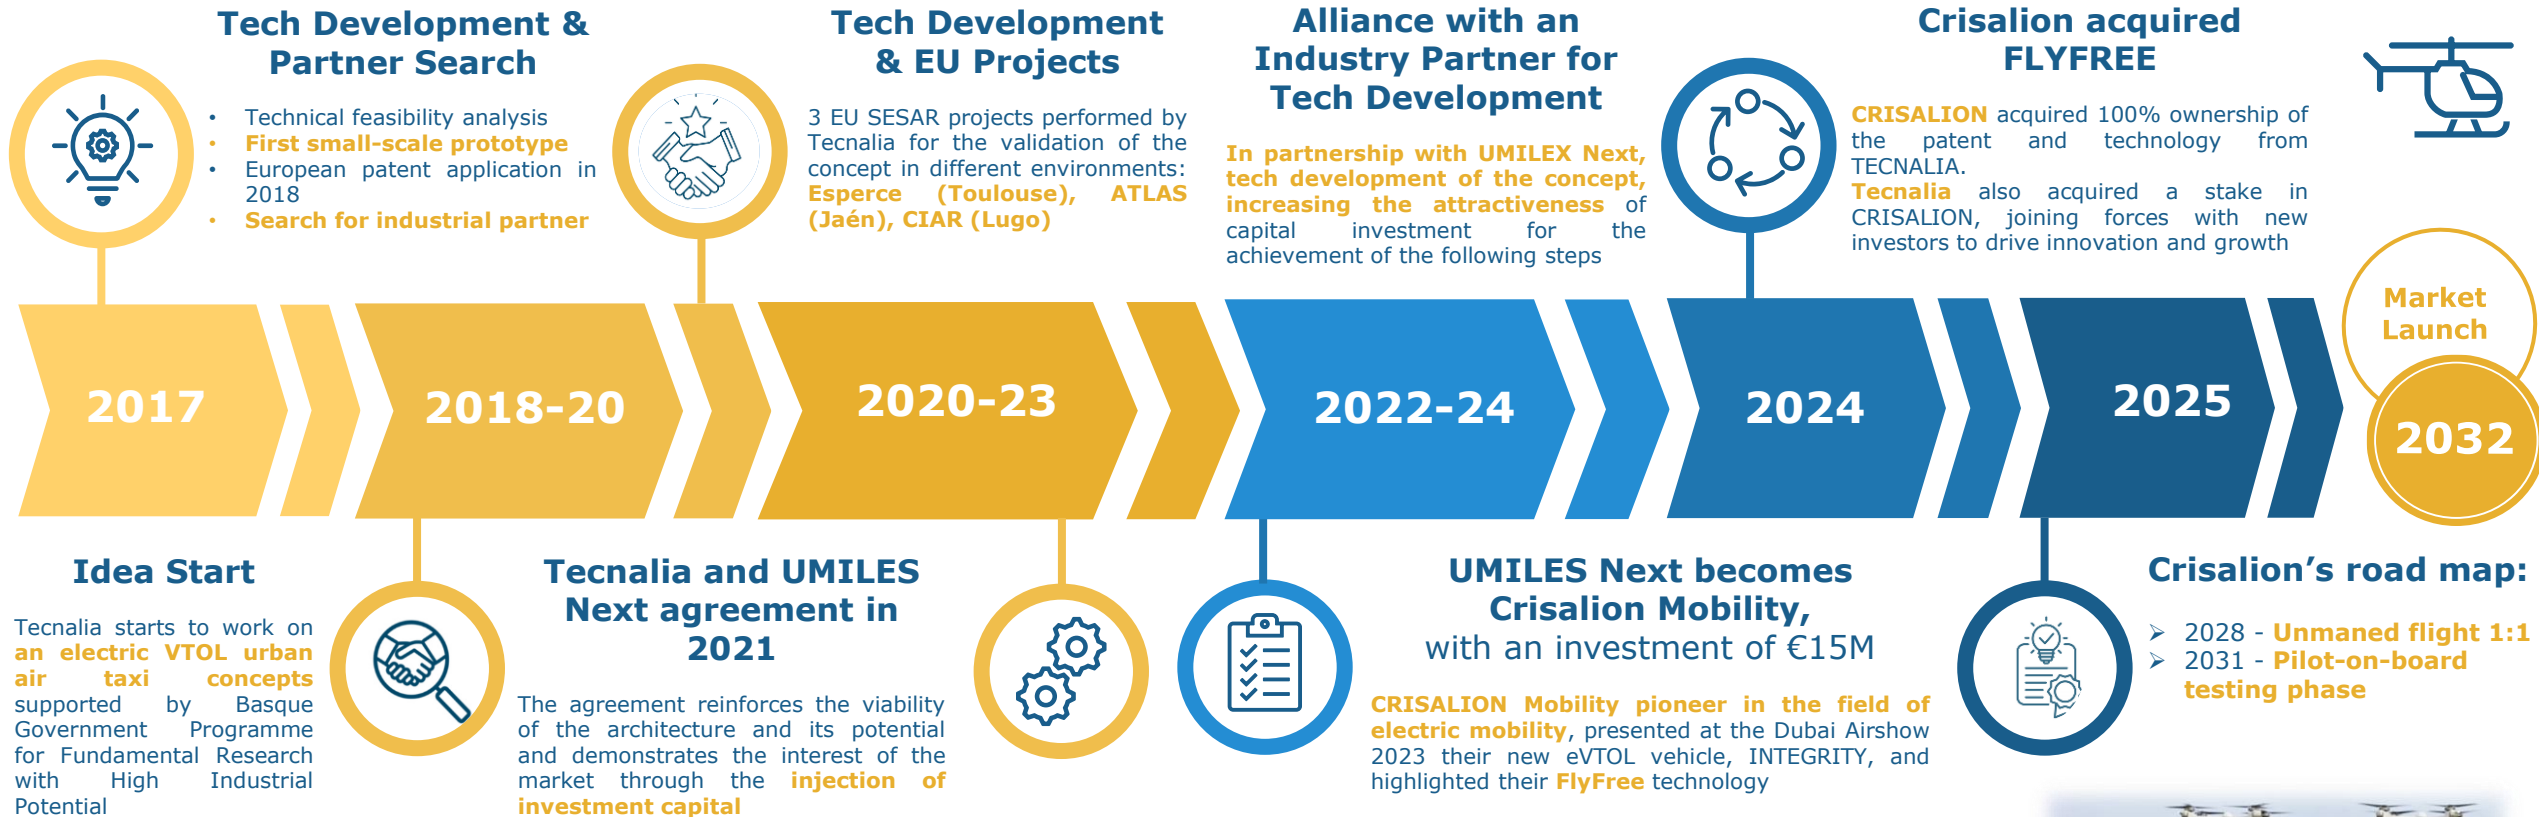 Tech Development &
Partner Search
• Technical feasibility analysis
• First small-scale prototype
• European patent application in
2018
• Search for industrial partner
Tech Development
& EU Projects
3 EU SESAR projects performed by
Tecnalia for the validation of the
concept in different environments:
Esperce (Toulouse), ATLAS
(Jaén), CIAR (Lugo)
Alliance with an
Industry Partner for
Tech Development
In partnership with UMILEX Next,
tech development of the concept,
increasing the attractiveness of
capital investment for the
achievement of the following steps
Crisalion acquired
FLYFREE
CRISALION acquired 100% ownership of
the patent and technology from
TECNALIA.
Tecnalia also acquired a stake in
CRISALION, joining forces with new
investors to drive innovation and growth
Market
Launch
2017
2018-20
2020-23
2022-24
2024
2025
2032
Idea Start
Tecnalia starts to work on
an electric VTOL urban
air taxi concepts
supported by Basque
Government Programme
for Fundamental Research
with High Industrial
Potential
Tecnalia and UMILES
Next agreement in
2021
The agreement reinforces the viability
of the architecture and its potential
and demonstrates the interest of the
market through the injection of
investment capital
UMILES Next becomes
Crisalion Mobility,
with an investment of €15M
CRISALION Mobility pioneer in the field of
electric mobility, presented at the Dubai Airshow
2023 their new eVTOL vehicle, INTEGRITY, and
highlighted their FlyFree technology
Crisalion’s road map:
➢ 2028 - Unmaned flight 1:1
➢ 2031 - Pilot-on-board
testing phase